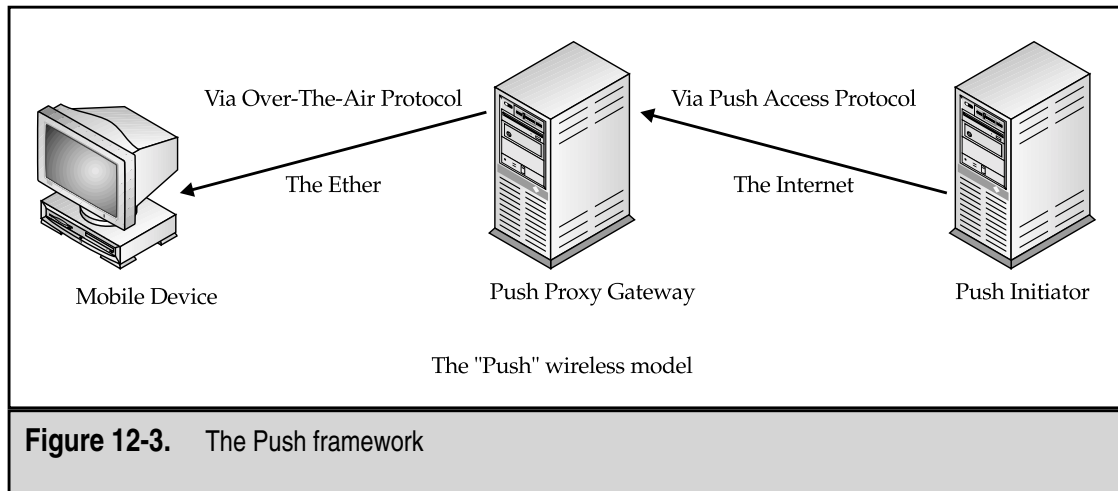 Via Over-The-Air Protocol
Via Push Access Protocol
The Ether
The Internet
Mobile Device
Push Proxy Gateway
Push Initiator
The "Push" wireless model
Figure 12-3. The Push framework